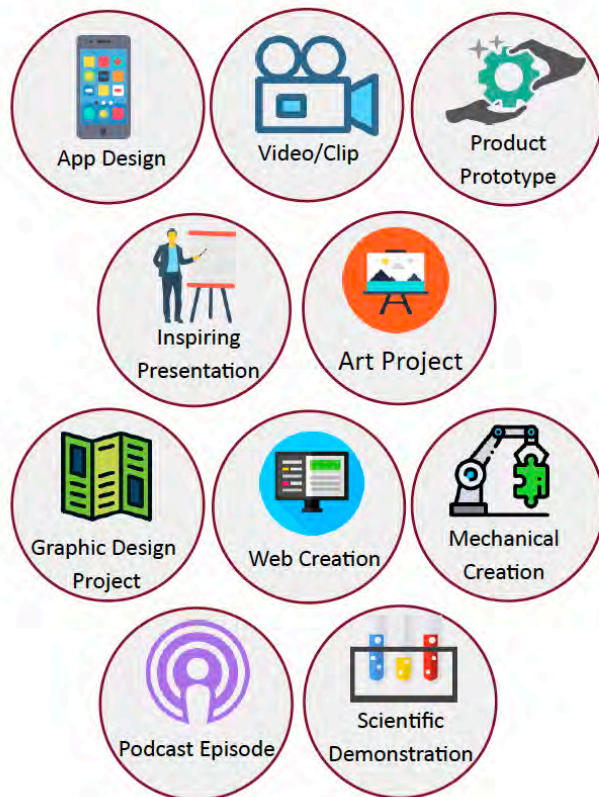 App Design
Video/Clip
Product
Prototype
Inspiring
Presentation
Art Project
Graphic Design
Project
Web Creation
Mechanical
Creation
Podcast Episode
Scientific
Demonstration